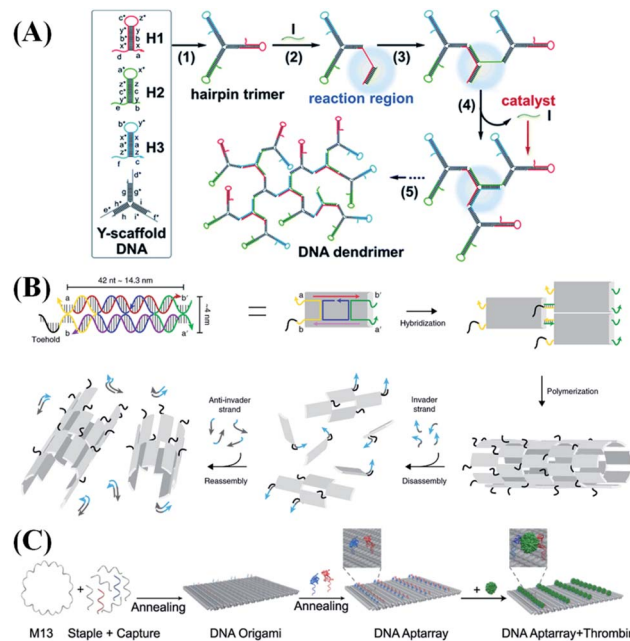 (A)
H1
H2
H3
Y-scaffold
DNA
(1)
hairpin trimer
I
(2)
reaction region
(3)
(4)
catalyst
I
(5)
DNA dendrimer
(B)
42 nt ~ 14.3 nm
~4 nm
a
b'
b
a'
Toehold
a
b'
b
a'
Hybridization
Polymerization
Invader
strand
Disassembly
Anti-invader
strand
Reassembly
(C)
M13
+
Staple + Capture
Annealing
DNA Origami
Annealing
DNA Aptarray
+
DNA Aptarray+Thrombin